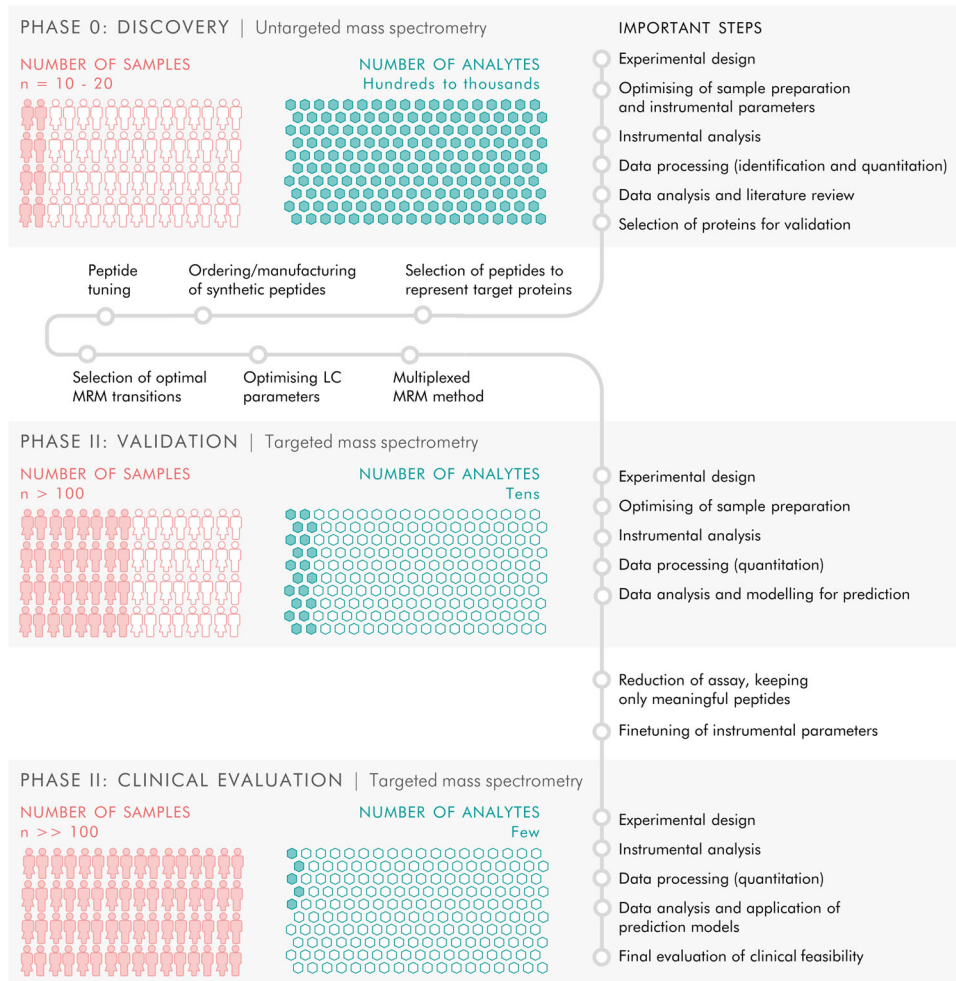 PHASE 0: DISCOVERY | Untargeted mass spectrometry
NUMBER OF SAMPLES
n = 10 - 20
NUMBER OF ANALYTES
Hundreds to thousands
IMPORTANT STEPS
Experimental design
Optimising of sample preparation
and instrumental parameters
Instrumental analysis
Data processing (identification and quantitation)
Data analysis and literature review
Selection of proteins for validation
Peptide
tuning
Ordering/manufacturing
of synthetic peptides
Selection of peptides to
represent target proteins
Selection of optimal
MRM transitions
Optimising LC
parameters
Multiplexed
MRM method
PHASE II: VALIDATION | Targeted mass spectrometry
NUMBER OF SAMPLES
n > 100
NUMBER OF ANALYTES
Tens
Experimental design
Optimising of sample preparation
Instrumental analysis
Data processing (quantitation)
Data analysis and modelling for prediction
Reduction of assay, keeping
only meaningful peptides
Finetuning of instrumental parameters
PHASE II: CLINICAL EVALUATION | Targeted mass spectrometry
NUMBER OF SAMPLES
n >> 100
NUMBER OF ANALYTES
Few
Experimental design
Instrumental analysis
Data processing (quantitation)
Data analysis and application of
prediction models
Final evaluation of clinical feasibility